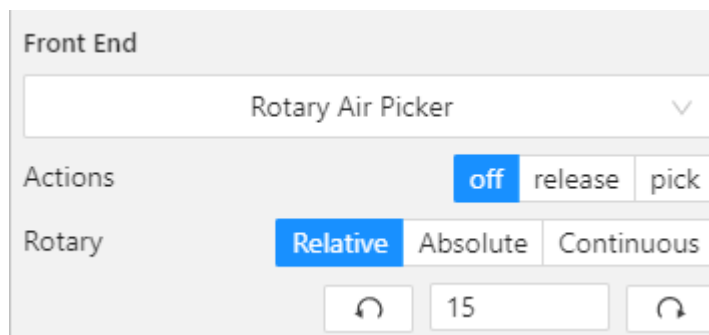 Front End
Rotary Air Picker
Actions off release pick
Rotary Relative Absolute Continuous
15